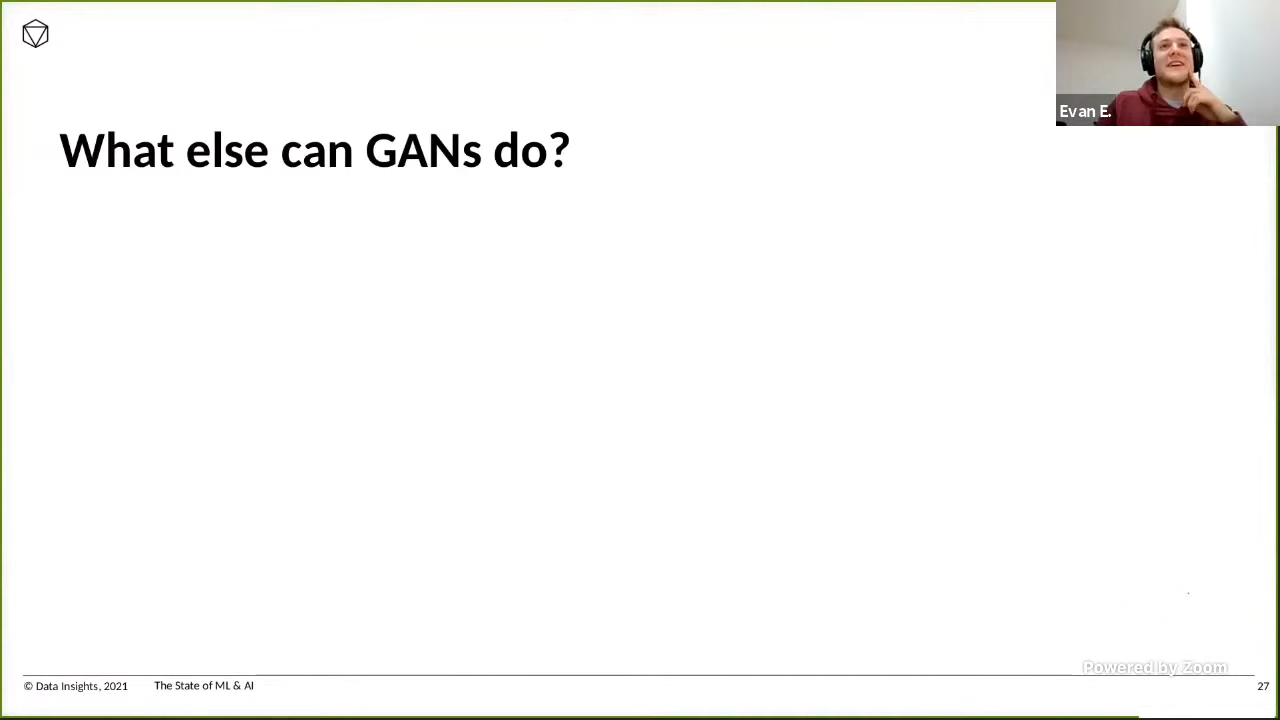 Evan E.
What else can GANs do?
Powered by Zoom
© Data Insights, 2021 The State of ML & AI 27